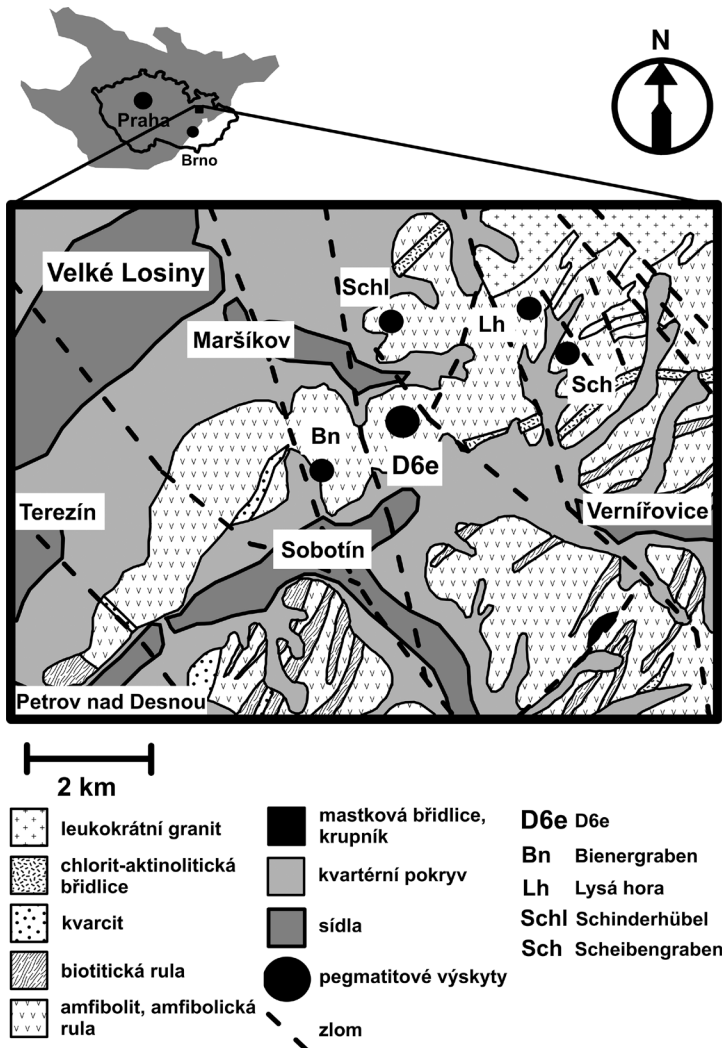 N
Praha
Brno
Velké Losiny
Schl
Maršíkov
Lh
Sch
Bn
D6e
Terezín
Vernířovice
Sobotín
Petrov nad Desnou
2 km
leukokrátní granit
chlorit-aktinolitická
břidlice
kvarcit
biotitická rula
amfibolit, amfibolická
rula
mastková břidlice,
krupník
kvartérní pokryv
sídla
pegmatitové výskyty
zlom
D6e D6e
Bn Bienergraben
Lh Lysá hora
Schl Schinderhübel
Sch Scheibengraben